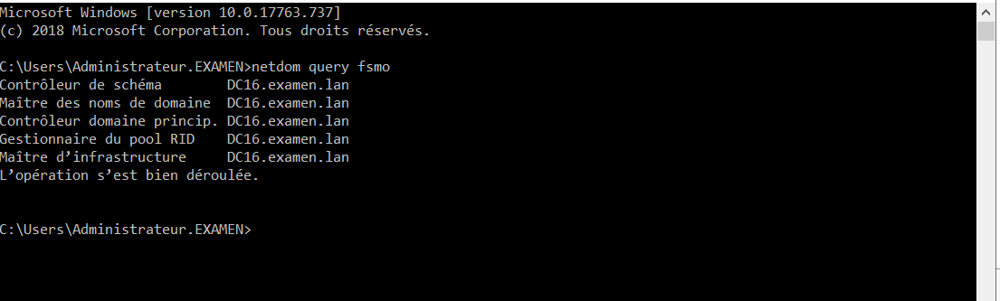 Microsoft Windows [version 10.0.17763.737]
(c) 2018 Microsoft Corporation. Tous droits réservés.
C:\Users\Administrateur.EXAMEN>netdom query fsmo
Contrôleur de schéma        DC16.examen.lan
Maître des noms de domaine  DC16.examen.lan
Contrôleur domaine princip. DC16.examen.lan
Gestionnaire du pool RID    DC16.examen.lan
Maître d’infrastructure     DC16.examen.lan
L’opération s’est bien déroulée.
C:\Users\Administrateur.EXAMEN>